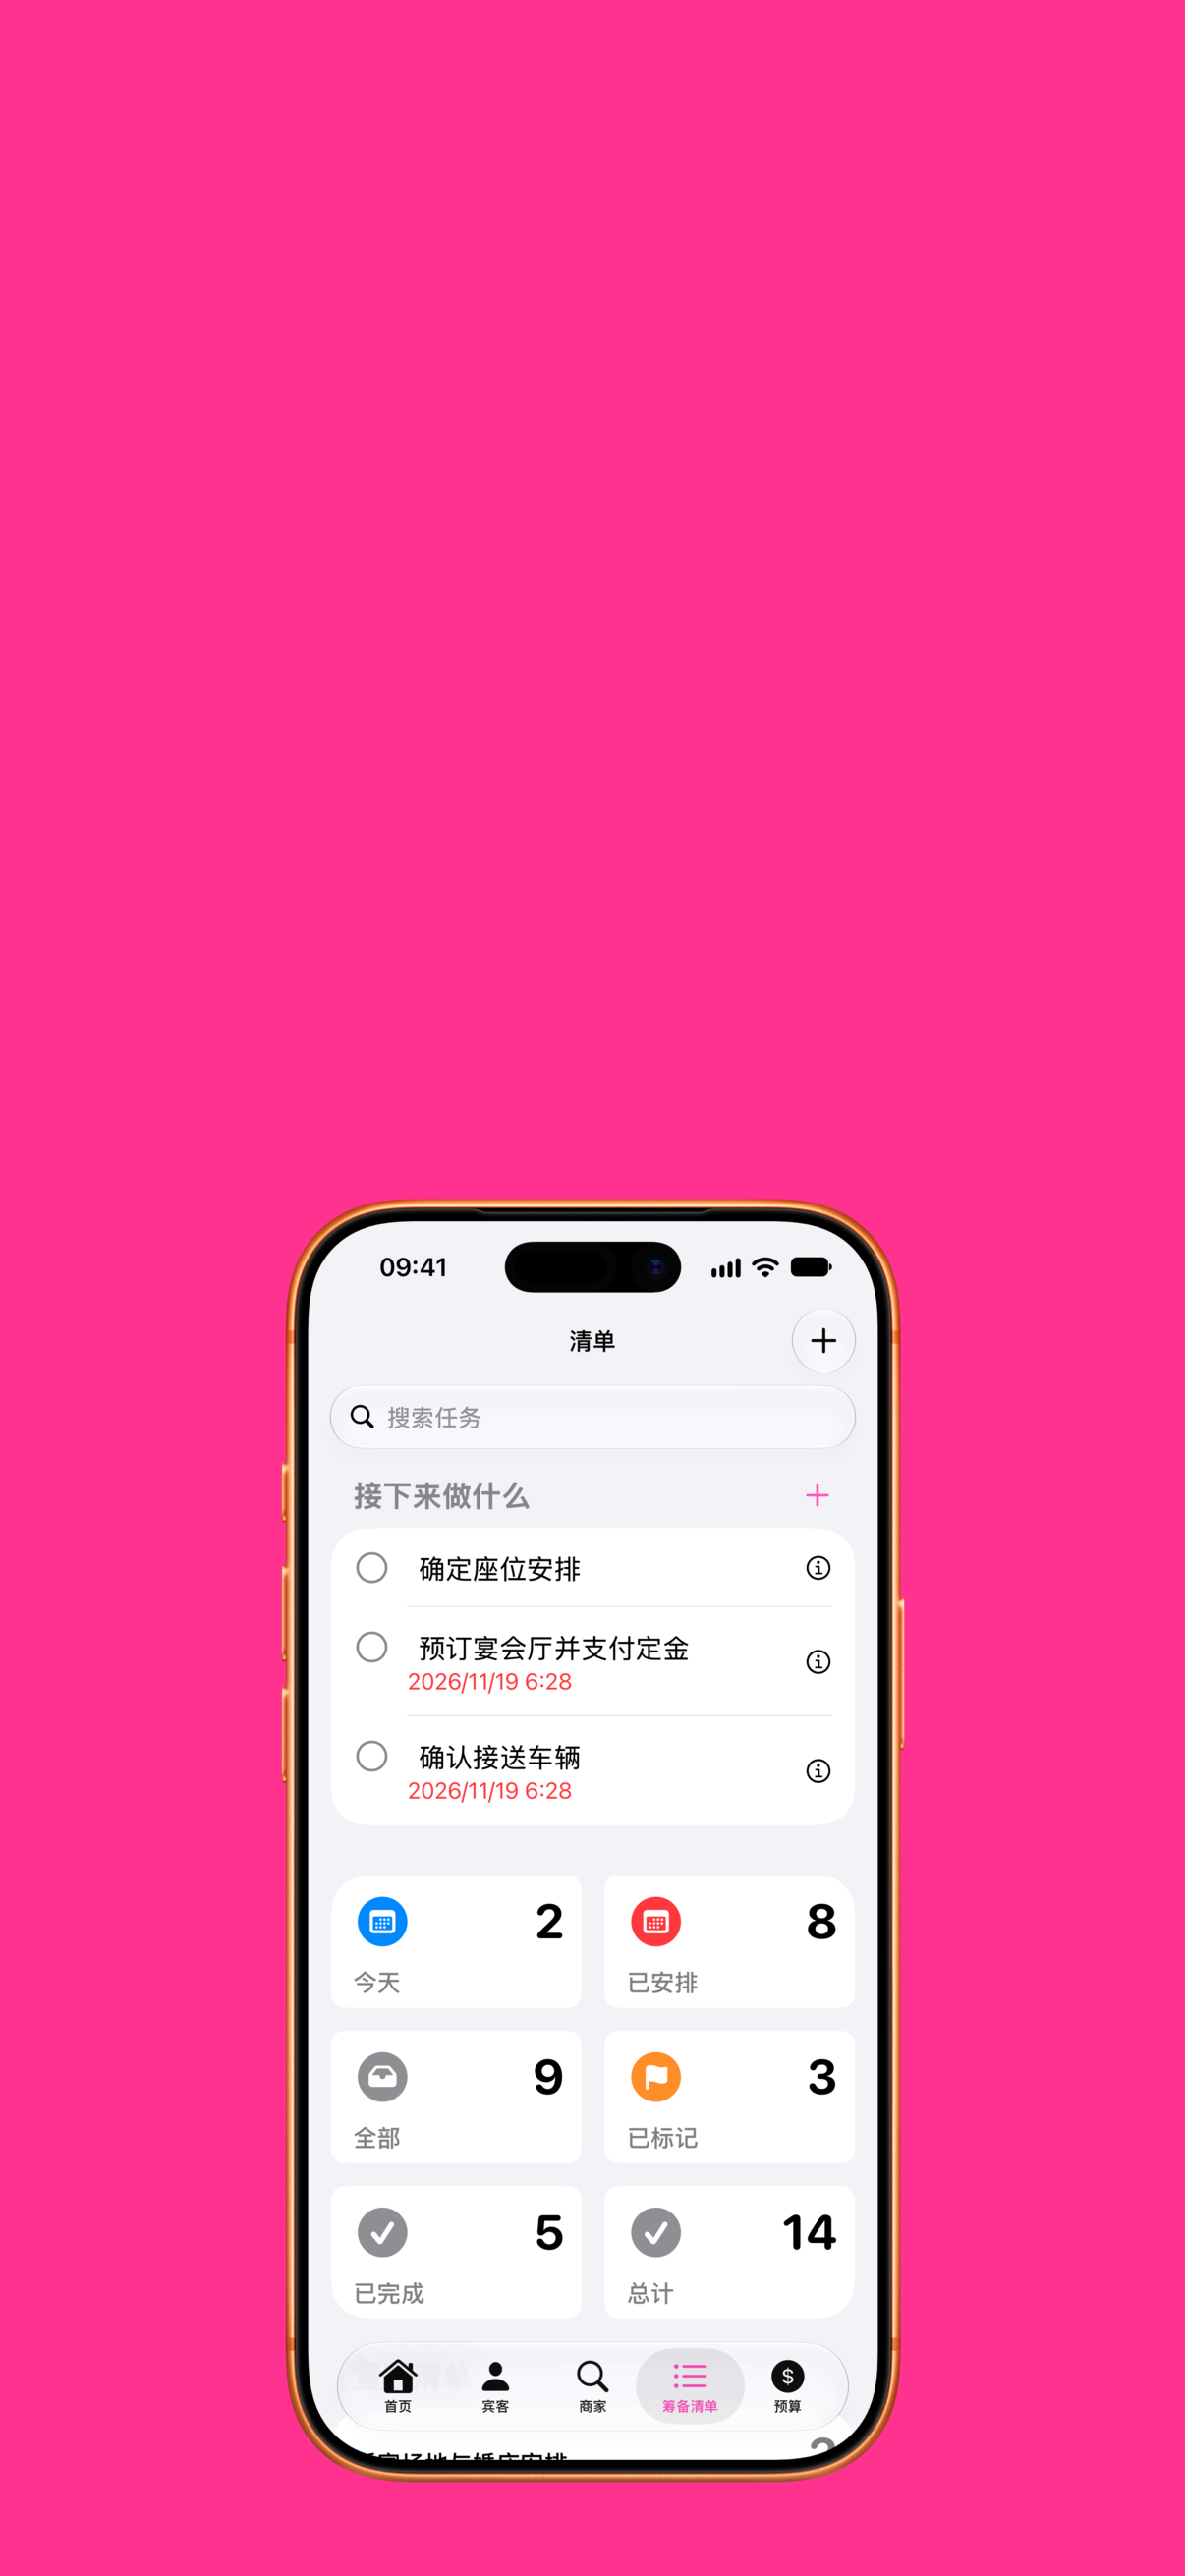 09:41
清单
搜索任务
接下来做什么
确定座位安排
预订宴会厅并支付定金
2026/11/19 6:28
确认接送车辆
2026/11/19 6:28
2
8
今天
已安排
9
3
全部
已标记
5
14
已完成
总计
清单
首页
宾客
商家
筹备清单
预算